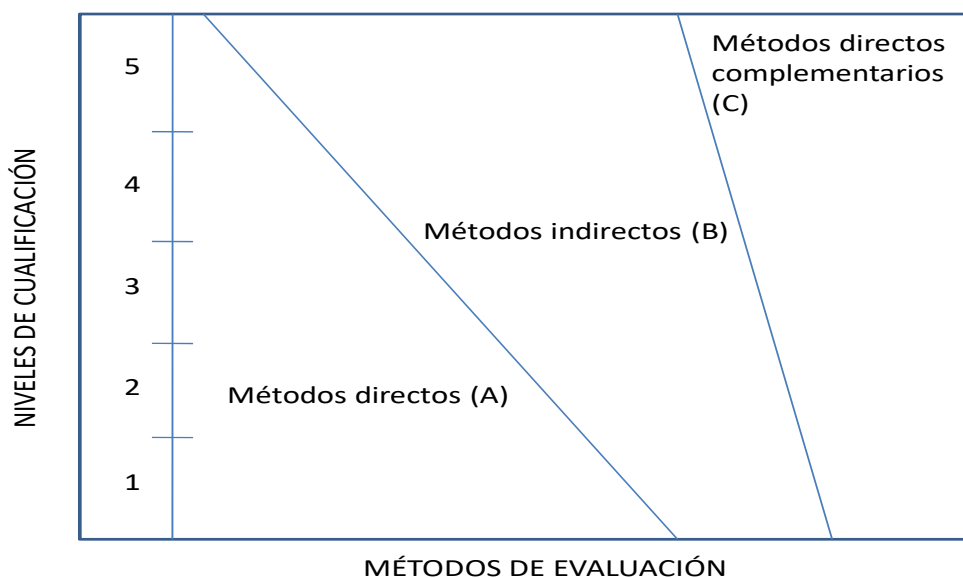 Métodos directos
complementarios
(C)
5
4
3
2
1
NIVELES DE CUALIFICACIÓN
Métodos indirectos (B)
Métodos directos (A)
MÉTODOS DE EVALUACIÓN